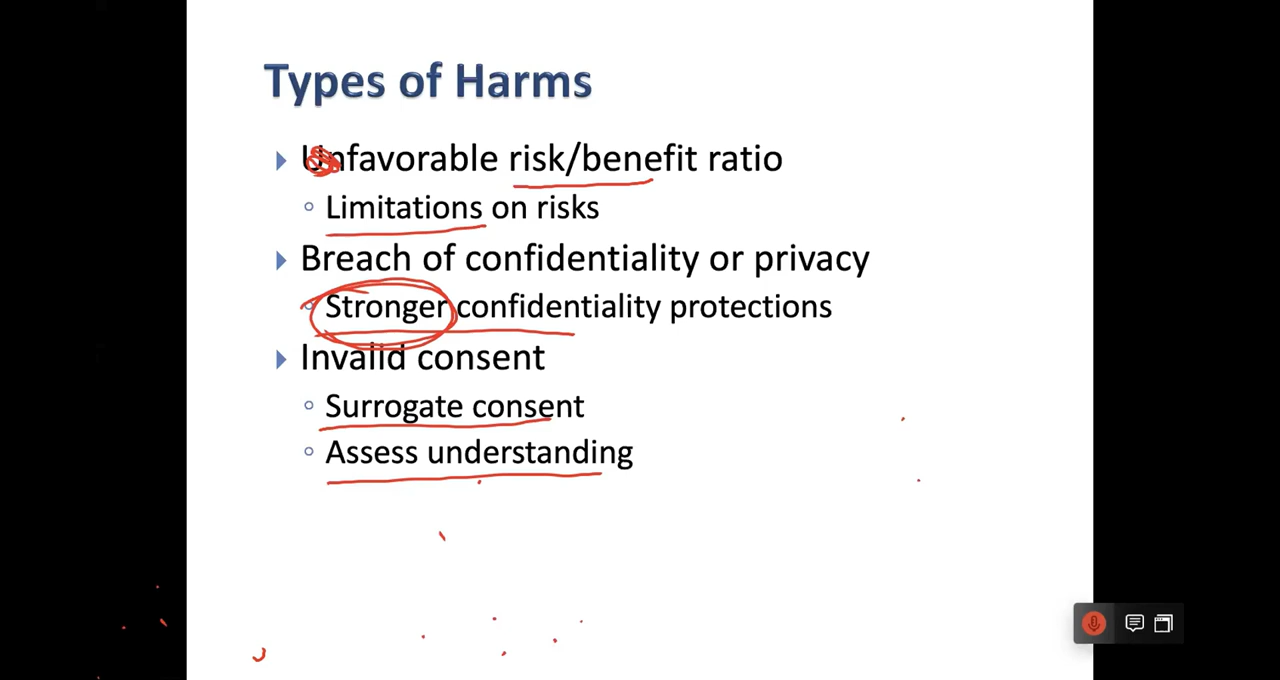 Types of Harms
Unfavorable risk/benefit ratio
Limitations on risks
Breach of confidentiality or privacy
Stronger confidentiality protections
Invalid consent
Surrogate consent
Assess understanding